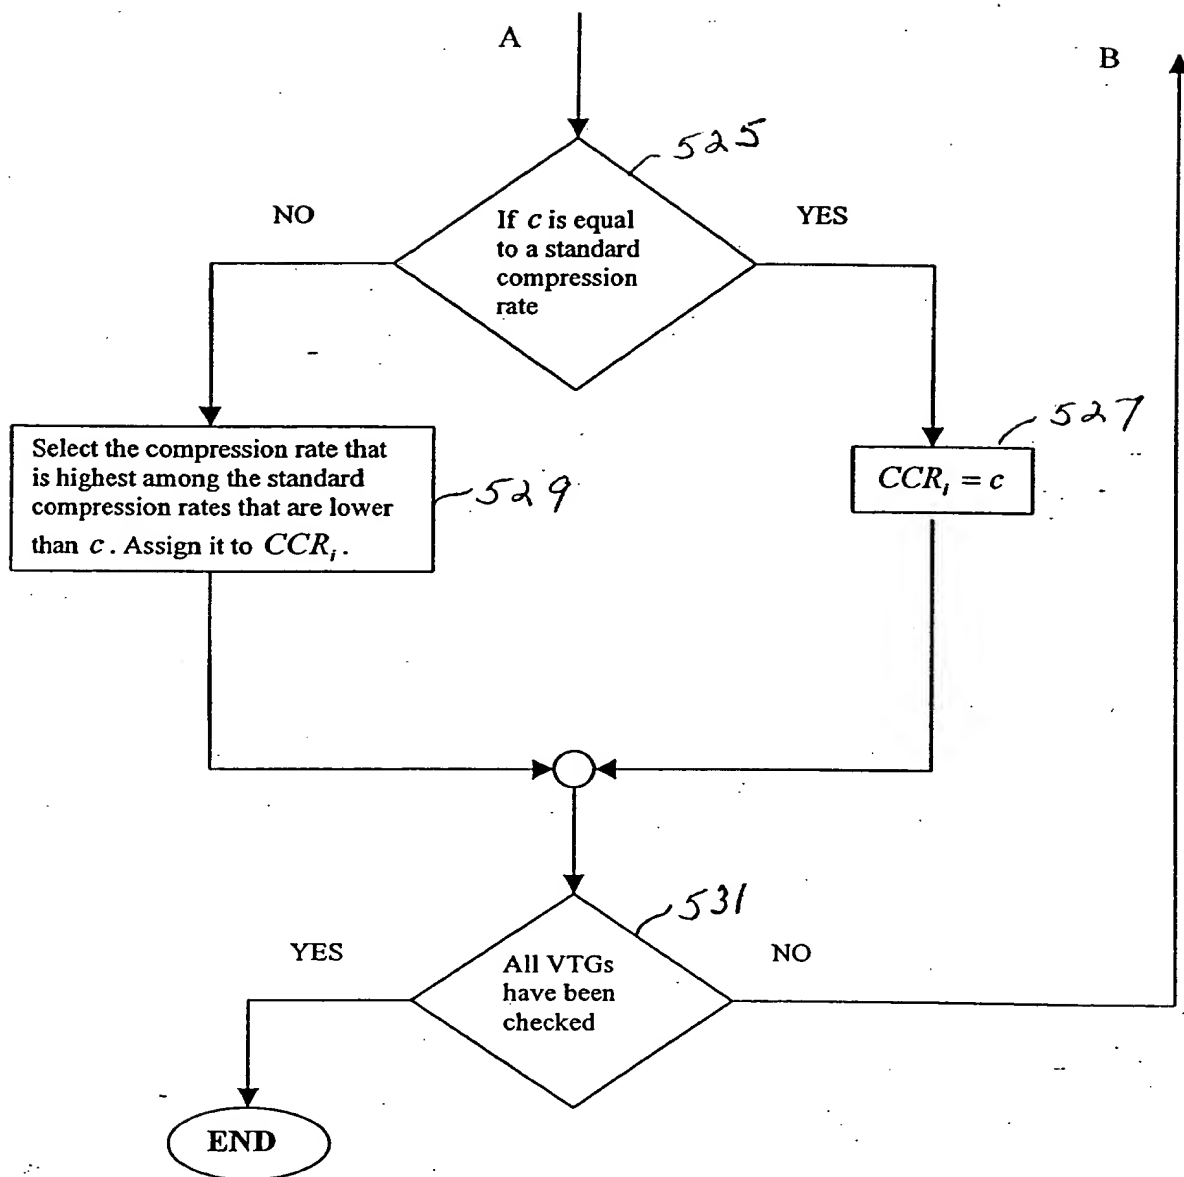 A
B
525
NO
YES
If c is equal
to a standard
compression
rate
527
Select the compression rate that
is highest among the standard
compression rates that are lower
than c. Assign it to CCR_i.
529
CCR_i = c
531
YES
NO
All VTGs
have been
checked
END